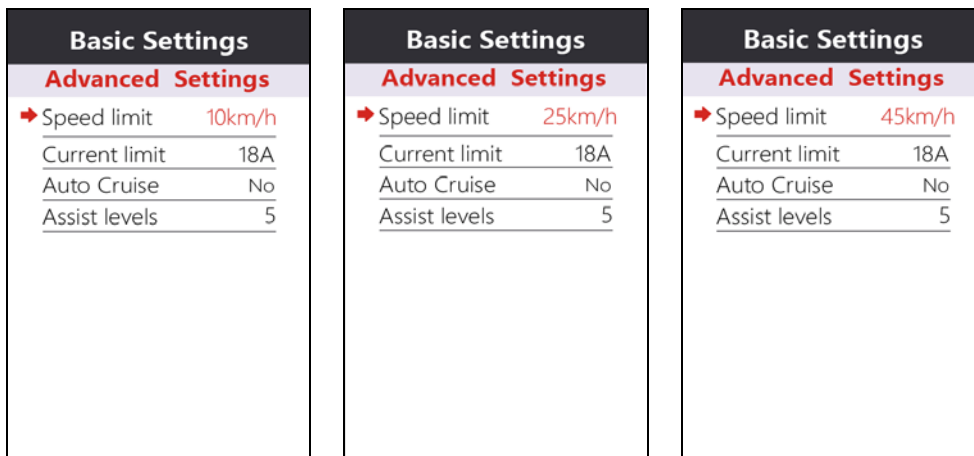 Basic Settings
Advanced Settings
Speed limit 10km/h
Current limit 18A
Auto Cruise No
Assist levels 5
Basic Settings
Advanced Settings
Speed limit 25km/h
Current limit 18A
Auto Cruise No
Assist levels 5
Basic Settings
Advanced Settings
Speed limit 45km/h
Current limit 18A
Auto Cruise No
Assist levels 5